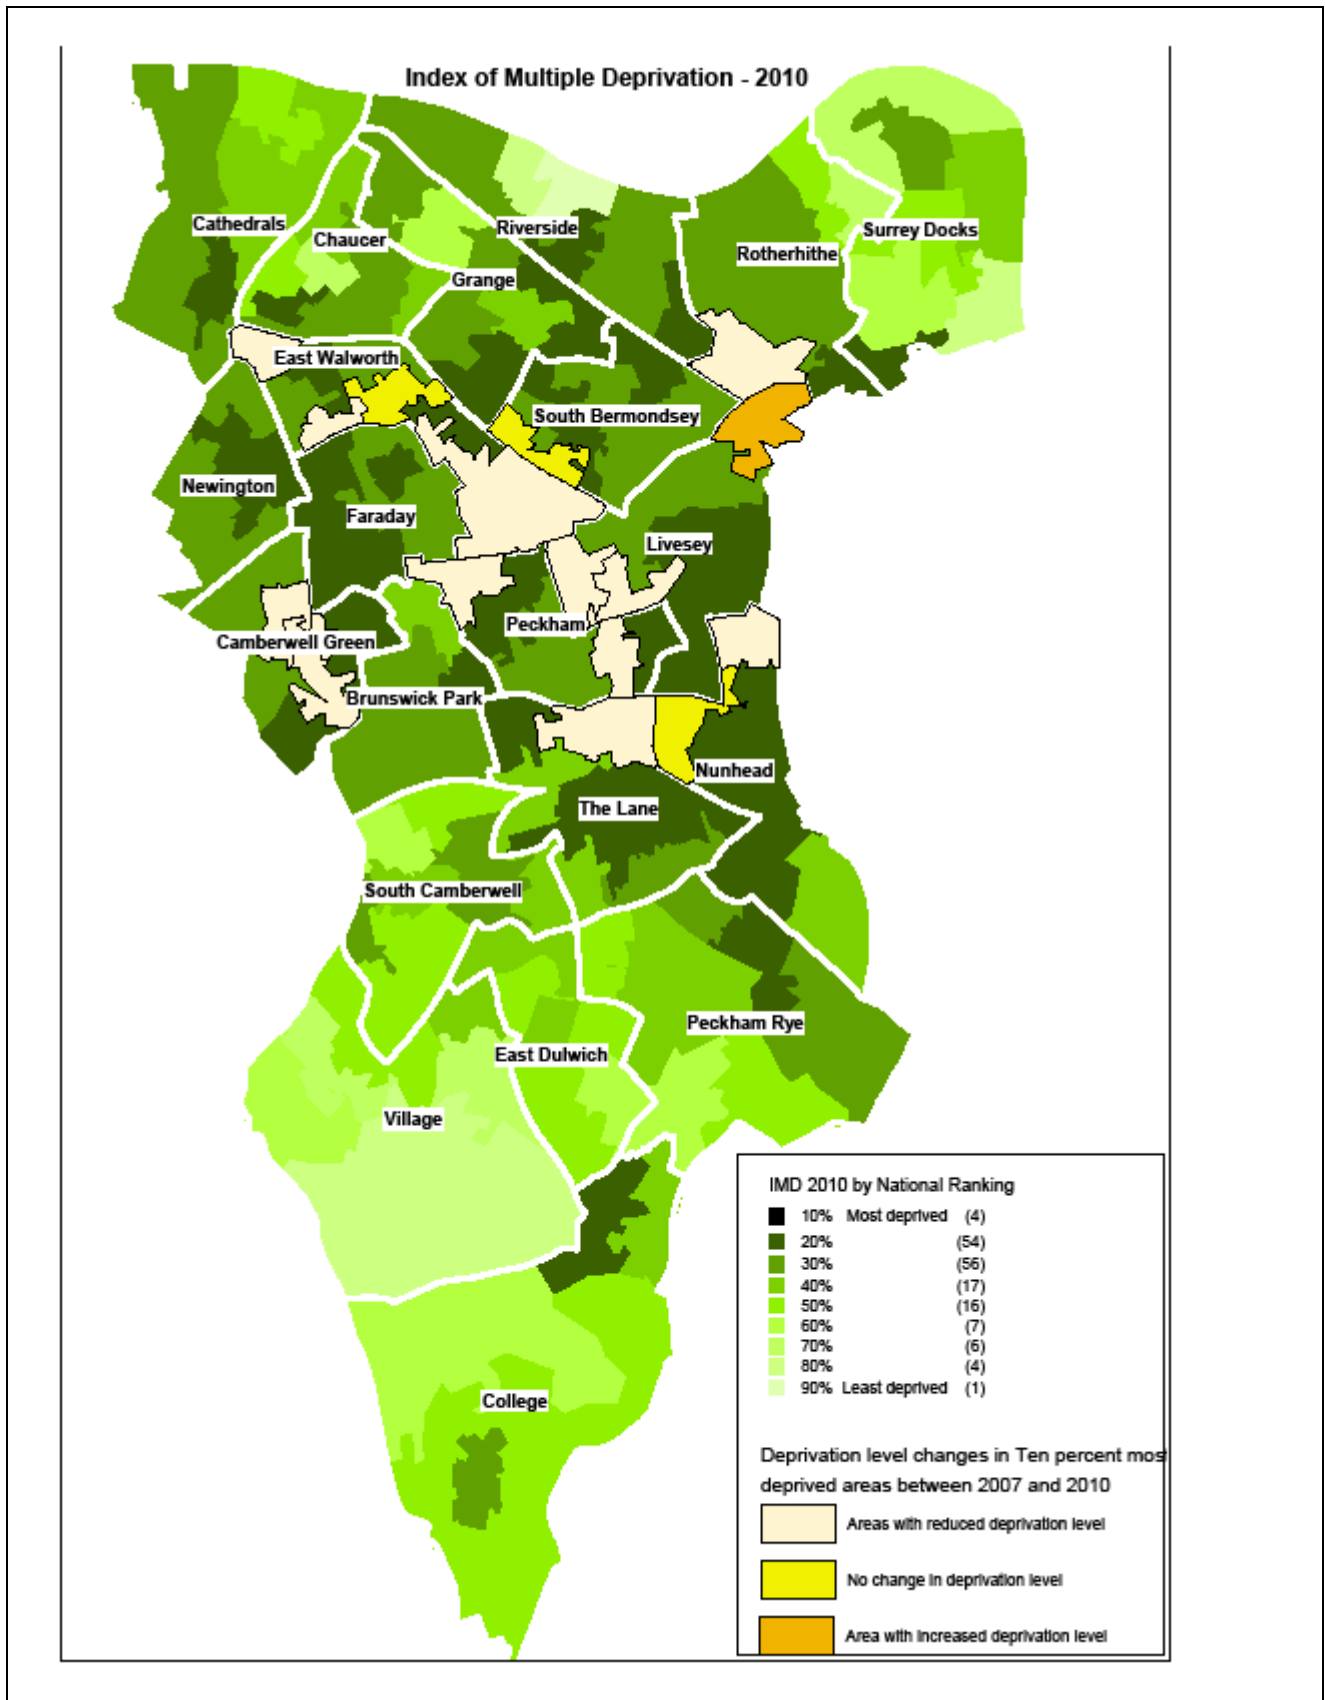 Index of Multiple Deprivation - 2010
Cathedrals
Chaucer
Riverside
Surrey Docks
Rotherhithe
Grange
East Walworth
South Bermondsey
Newington
Faraday
Livesey
Peckham
Camberwell Green
Brunswick Park
Nunhead
The Lane
South Camberwell
Peckham Rye
East Dulwich
Village
College
IMD 2010 by National Ranking
10% Most deprived (4)
20% (54)
30% (56)
40% (17)
50% (16)
60% (7)
70% (6)
80% (4)
90% Least deprived (1)
Deprivation level changes in Ten percent most
deprived areas between 2007 and 2010
Areas with reduced deprivation level
No change in deprivation level
Area with increased deprivation level